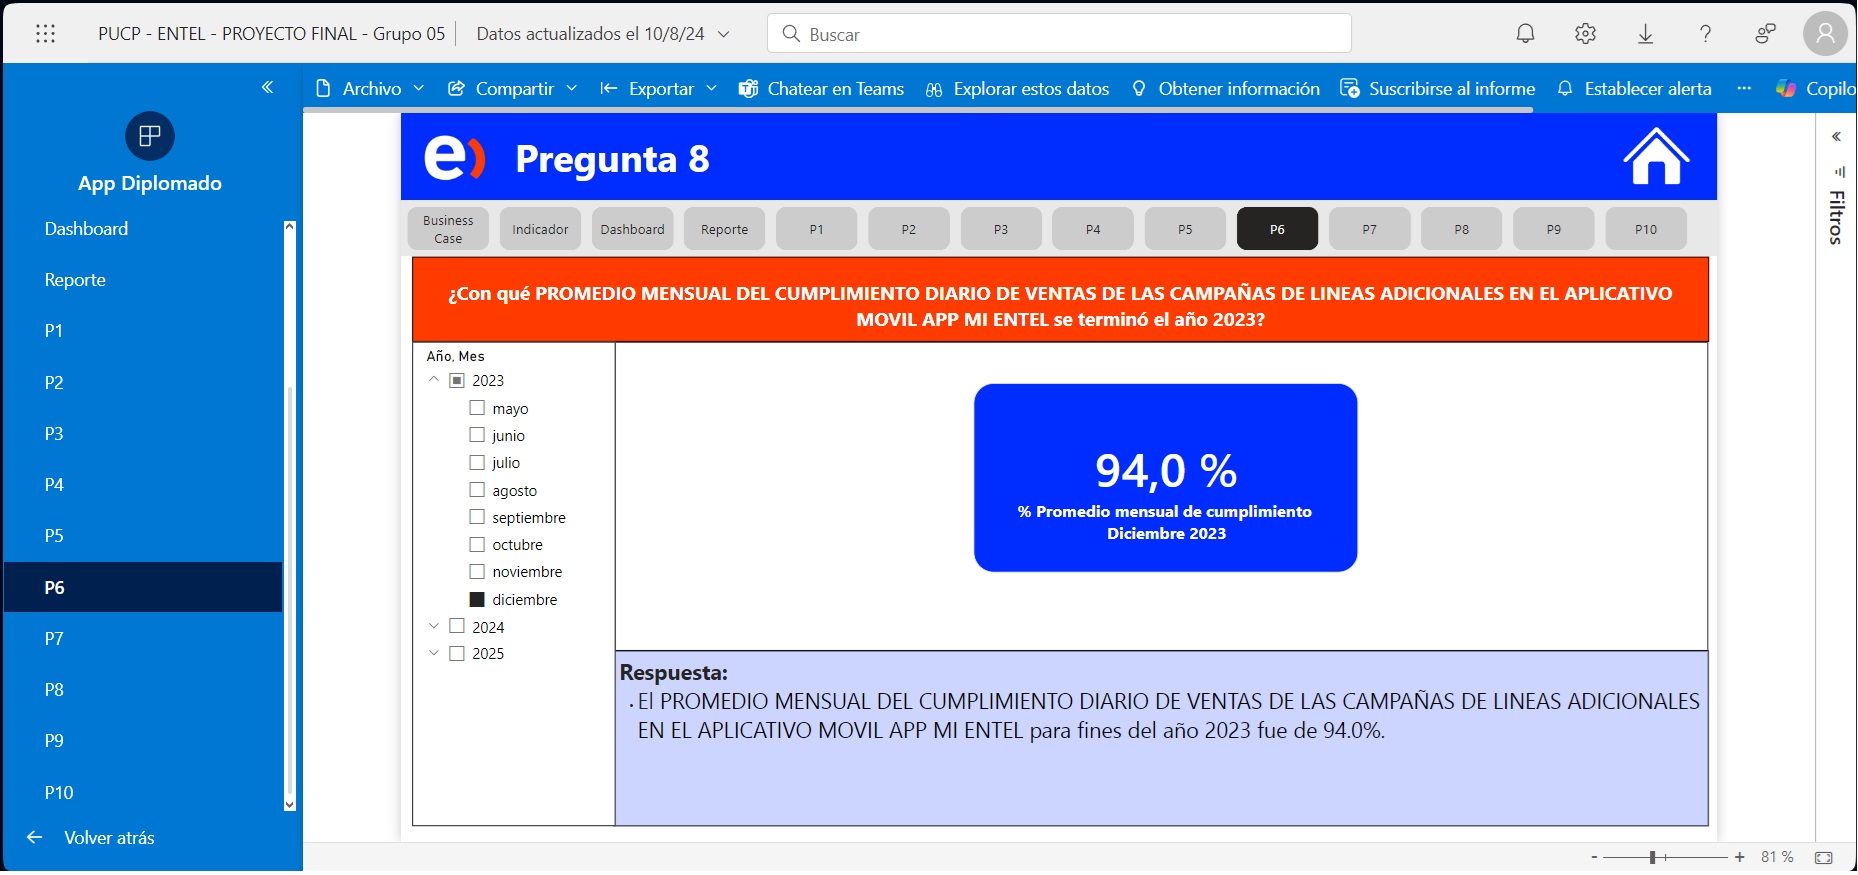 PUCP - ENTEL - PROYECTO FINAL - Grupo 05
Datos actualizados el 10/8/24
Buscar
Archivo
Compartir
Exportar
Chatear en Teams
Explorar estos datos
Obtener información
Suscribirse al informe
Establecer alerta
Copilo
App Diplomado
Dashboard
Reporte
P1
P2
P3
P4
P5
P6
P7
P8
P9
P10
Volver atrás
e)
Pregunta 8
Business
Case
Indicador
Dashboard
Reporte
P1
P2
P3
P4
P5
P6
P7
P8
P9
P10
¿Con qué PROMEDIO MENSUAL DEL CUMPLIMIENTO DIARIO DE VENTAS DE LAS CAMPAÑAS DE LINEAS ADICIONALES EN EL APLICATIVO
MOVIL APP MI ENTEL se terminó el año 2023?
Año, Mes
2023
mayo
junio
julio
agosto
septiembre
octubre
noviembre
diciembre
2024
2025
94,0 %
% Promedio mensual de cumplimiento
Diciembre 2023
Respuesta:
· El PROMEDIO MENSUAL DEL CUMPLIMIENTO DIARIO DE VENTAS DE LAS CAMPAÑAS DE LINEAS ADICIONALES
EN EL APLICATIVO MOVIL APP MI ENTEL para fines del año 2023 fue de 94.0%.
Filtros
- + 81 %